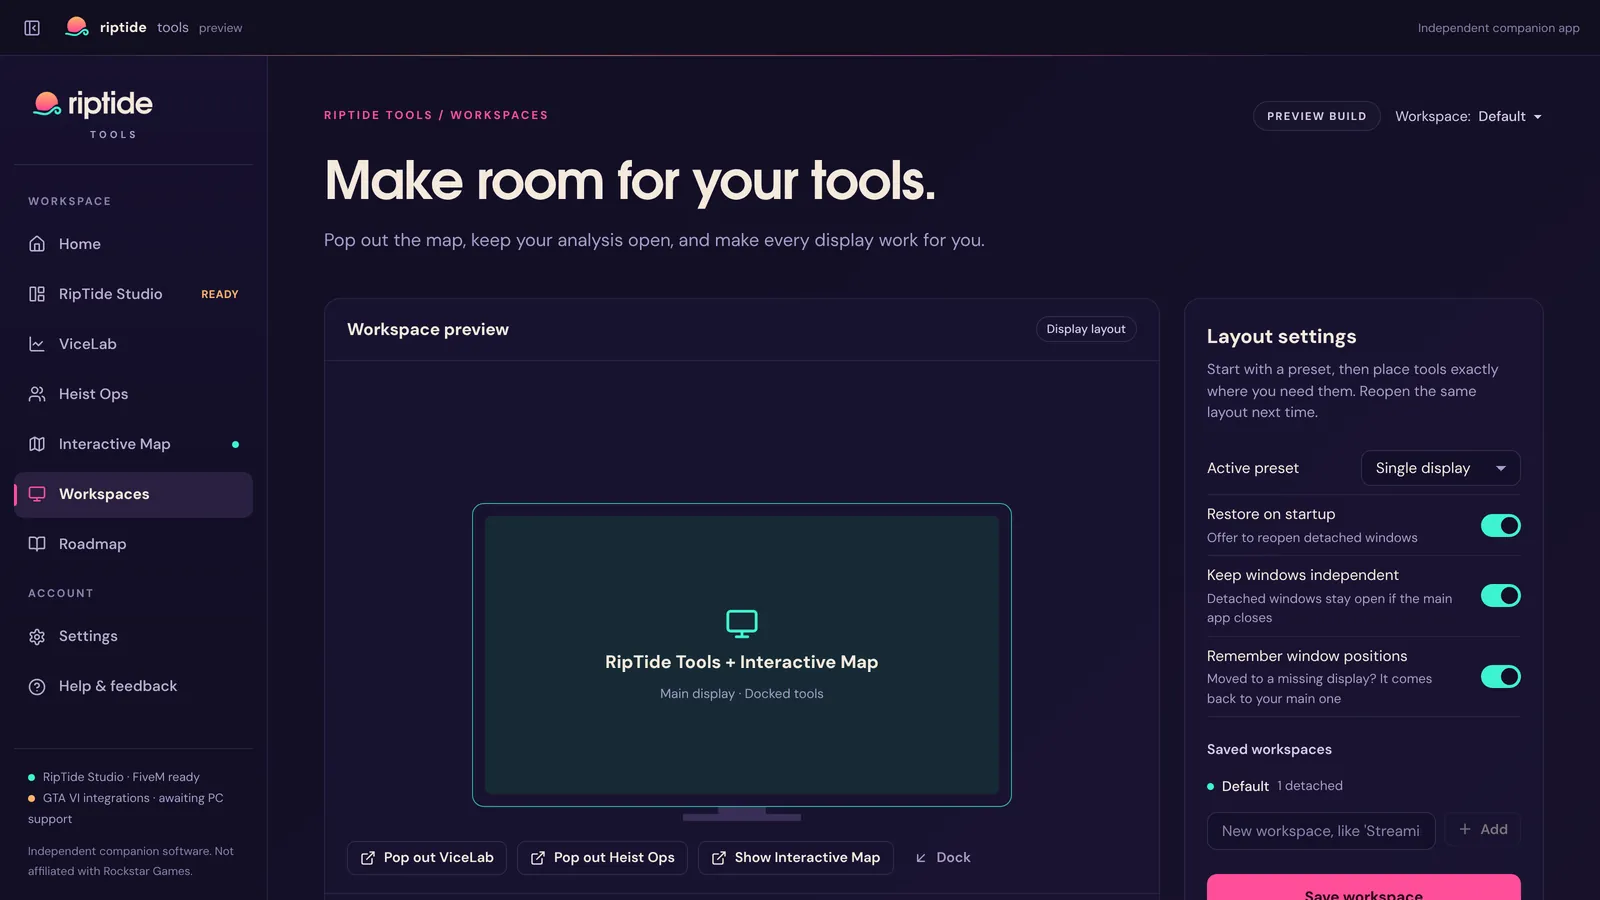 riptide tools preview
Independent companion app
riptide
TOOLS
WORKSPACE
Home
RipTide Studio READY
ViceLab
Heist Ops
Interactive Map
Workspaces
Roadmap
ACCOUNT
Settings
Help & feedback
RipTide Studio · FiveM ready
GTA VI integrations · awaiting PC
support
Independent companion software. Not
affiliated with Rockstar Games.
RIPTIDE TOOLS / WORKSPACES
PREVIEW BUILD
Workspace: Default
Make room for your tools.
Pop out the map, keep your analysis open, and make every display work for you.
Workspace preview
Display layout
RipTide Tools + Interactive Map
Main display · Docked tools
Pop out ViceLab
Pop out Heist Ops
Show Interactive Map
Dock
Layout settings
Start with a preset, then place tools exactly
where you need them. Reopen the same
layout next time.
Active preset
Single display
Restore on startup
Offer to reopen detached windows
Keep windows independent
Detached windows stay open if the main
app closes
Remember window positions
Moved to a missing display? It comes
back to your main one
Saved workspaces
Default 1 detached
New workspace, like 'Streami
+ Add
Save workspace